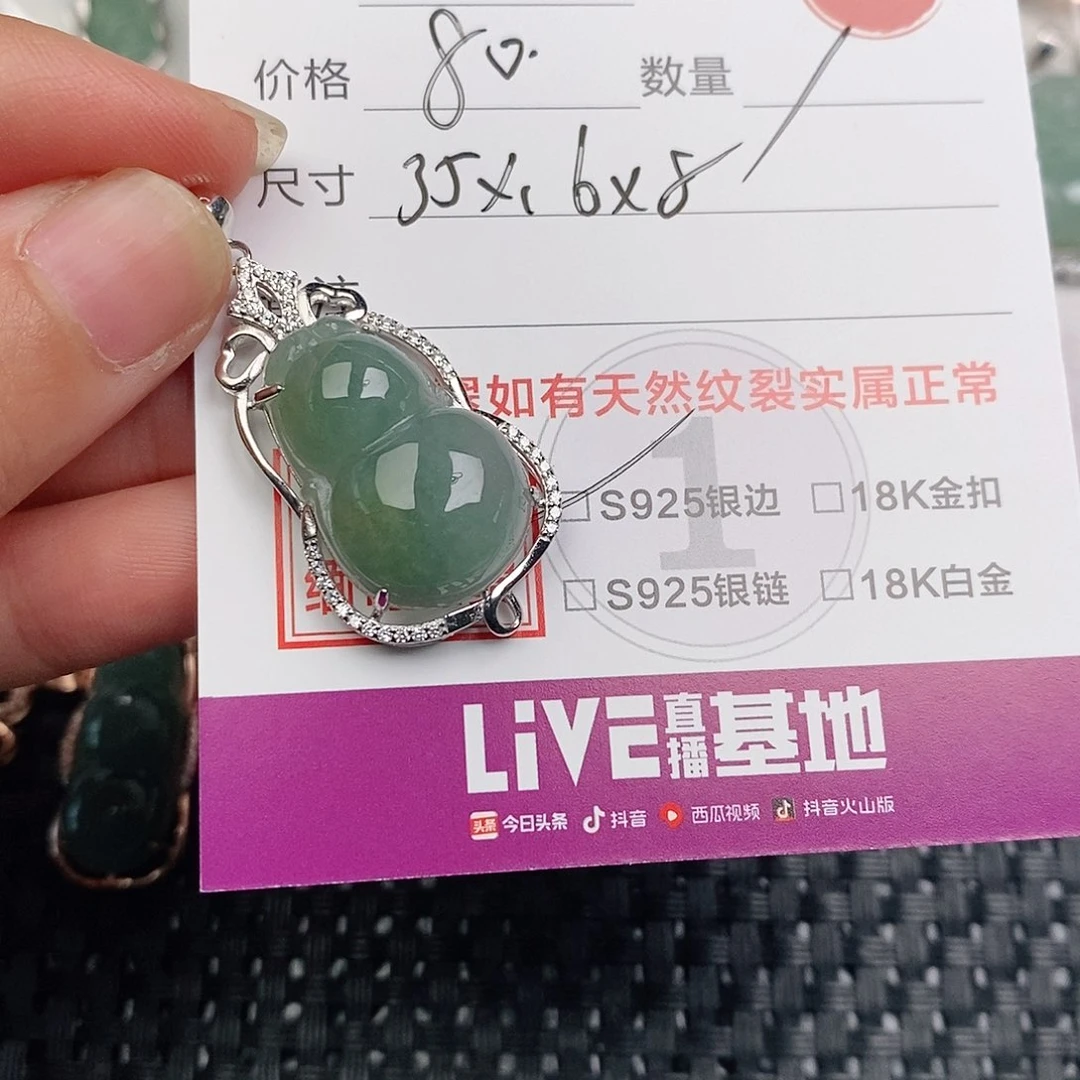 价格 80. 数量
尺寸 35x16x8
如有天然纹裂实属正常
□S925银边 □18K金扣
□S925银链 □18K白金
1
LiVE直播基地
头条 今日头条 抖音 西瓜视频 抖音火山版